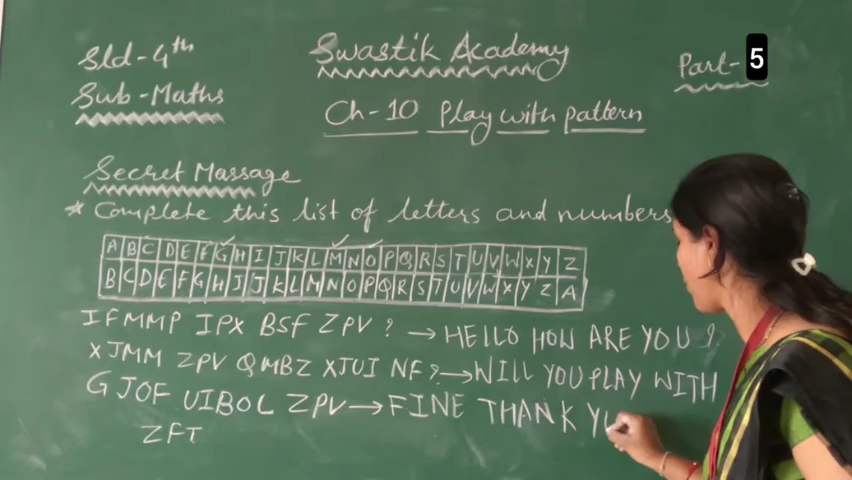 Std-4th
Swastik Academy
Part-5
Sub-Maths
Ch-10 Play with pattern
Secret Massage
* Complete this list of letters and numbers
A B C D E F G H I J K L M N O P Q R S T U V W X Y Z
B C D E F G H I J K L M N O P Q R S T U V W X Y Z A
IFMMP IPX BSF ZPV ? → HELLO HOW ARE YOU ?
XJMM ZPV QMBZ XJUI NF? → WILL YOU PLAY WITH
GJOF UIBOL ZPV → FINE THANK
ZFT